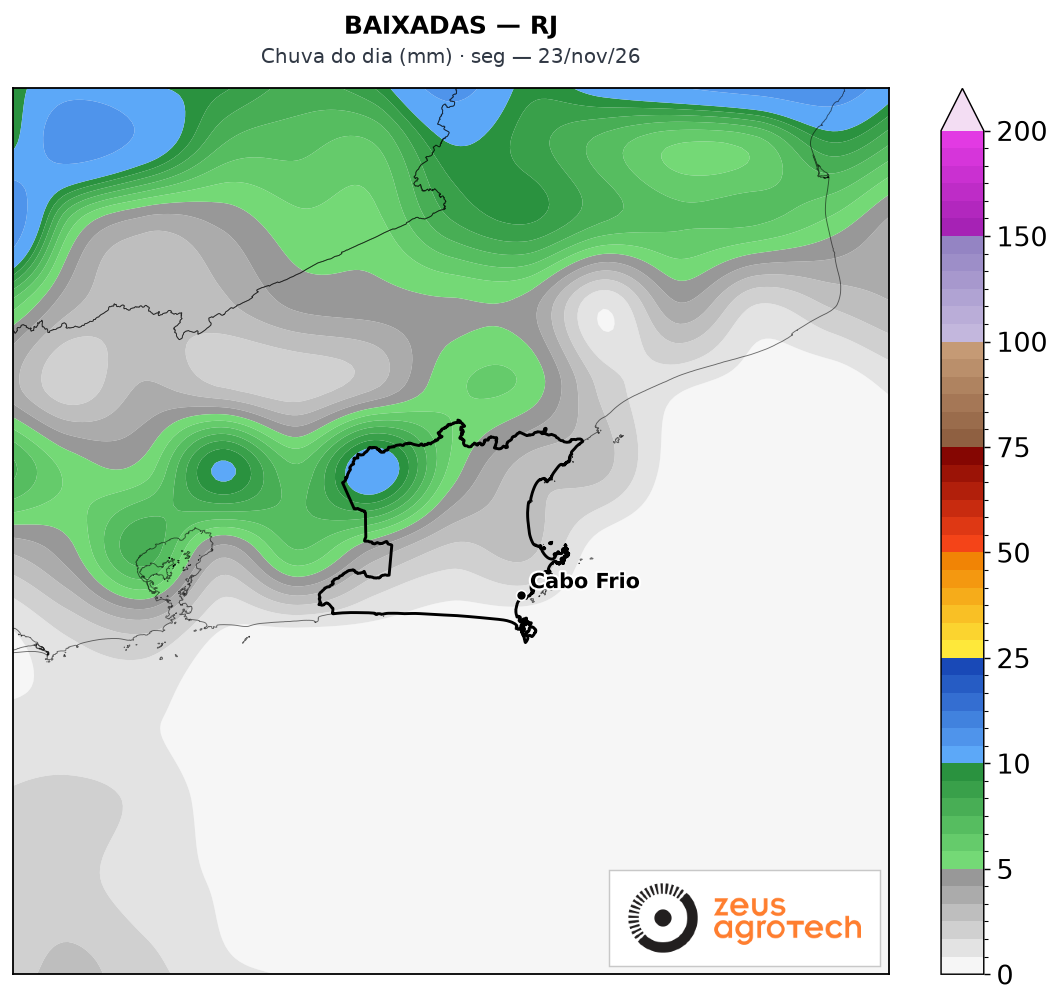 BAIXADAS — RJ
Chuva do dia (mm) · seg — 23/nov/26
200
150
100
75
50
25
10
5
0
Cabo Frio
zeus
agrotech